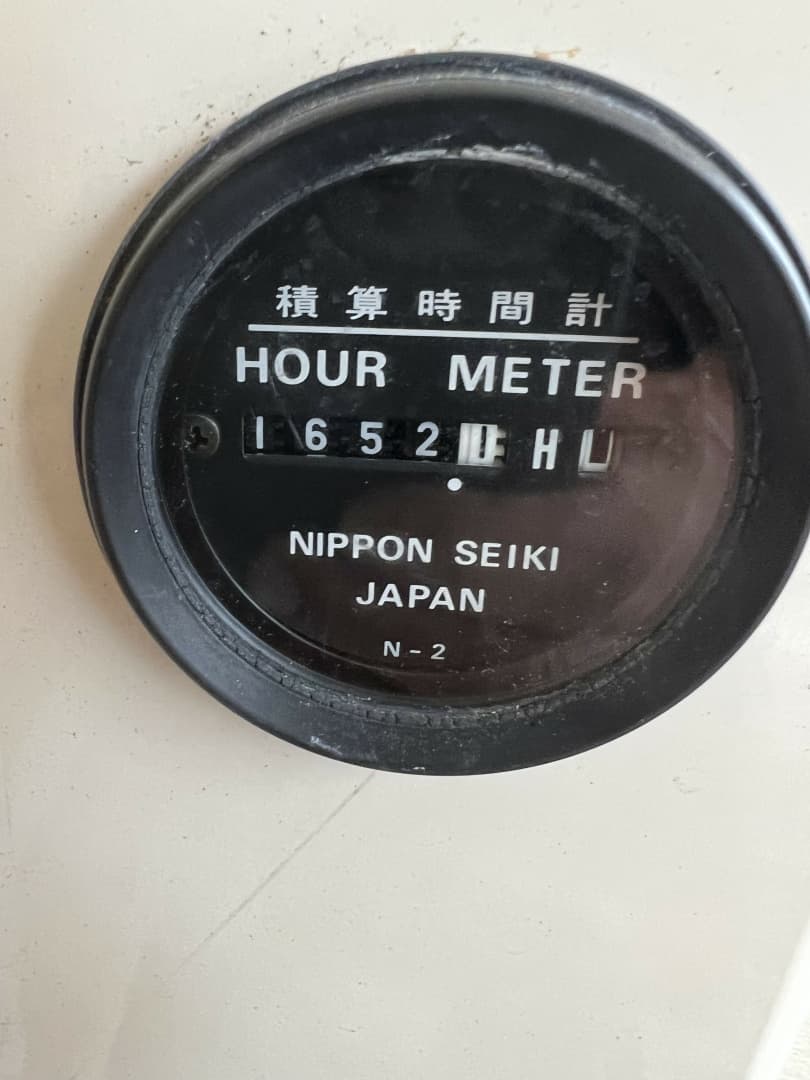 積算時間計
HOUR METER
1652 H
NIPPON SEIKI
JAPAN
N-2